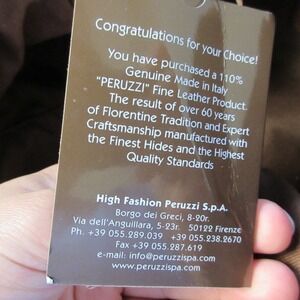 Congratulations for your Choice!
You have purchased a 110%
Genuine Made in Italy
"PERUZZI" Fine Leather Product.
The result of over 60 years
of Florentine Tradition and Expert
Craftsmanship manufactured with
the Finest Hides and the Highest
Quality Standards
High Fashion Peruzzi S.p.A.
Borgo dei Greci, 8-20r.
Via dell'Anguillara, 5-23r. 50122 Firenze
Ph. +39 055.289.039 +39 055.238.2670
Fax +39 055.287.619
e-mail: info@peruzzispa.com
www.peruzzispa.com